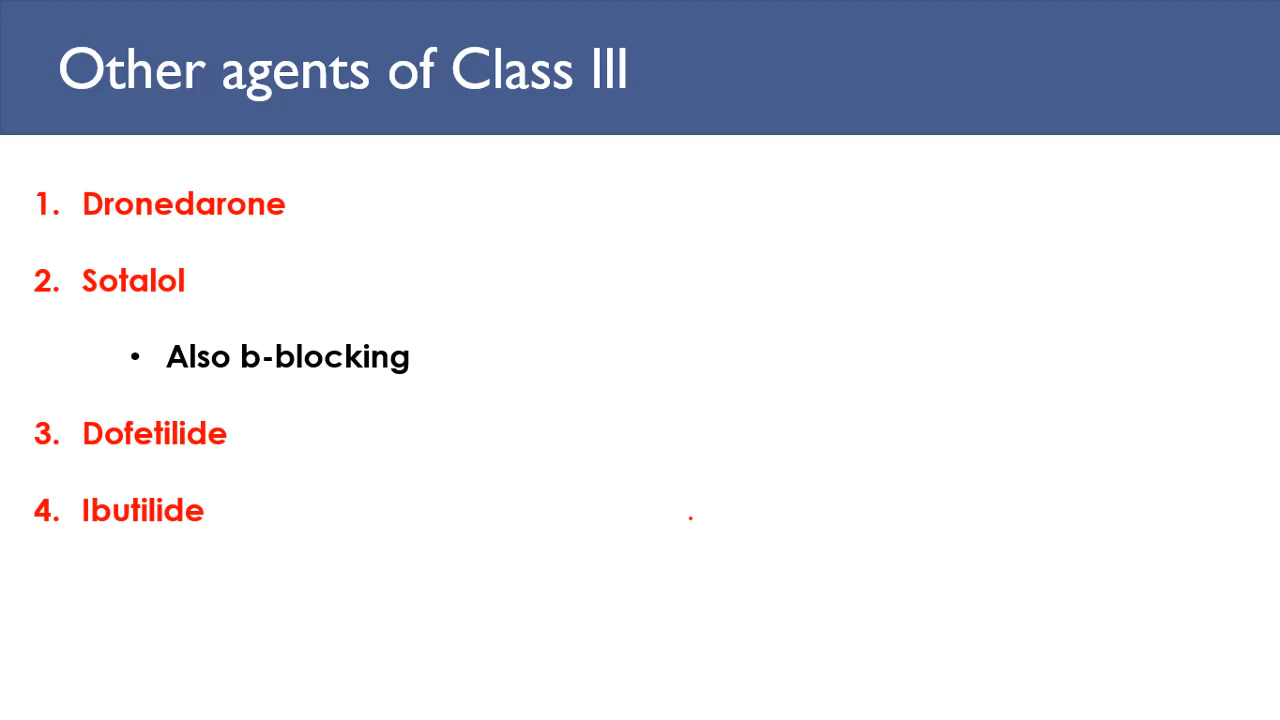 Other agents of Class III
1. Dronedarone
2. Sotalol
• Also b-blocking
3. Dofetilide
4. Ibutilide